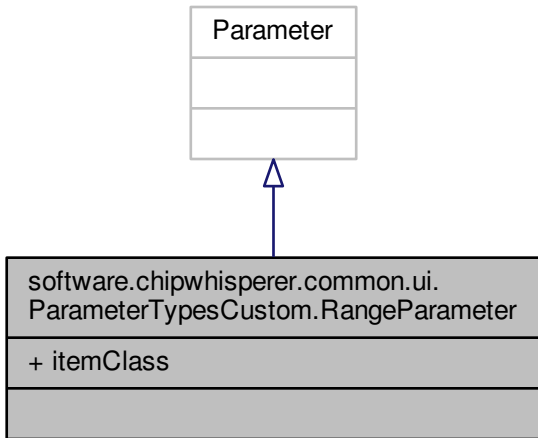 Parameter
software.chipwhisperer.common.ui.
ParameterTypesCustom.RangeParameter
+ itemClass